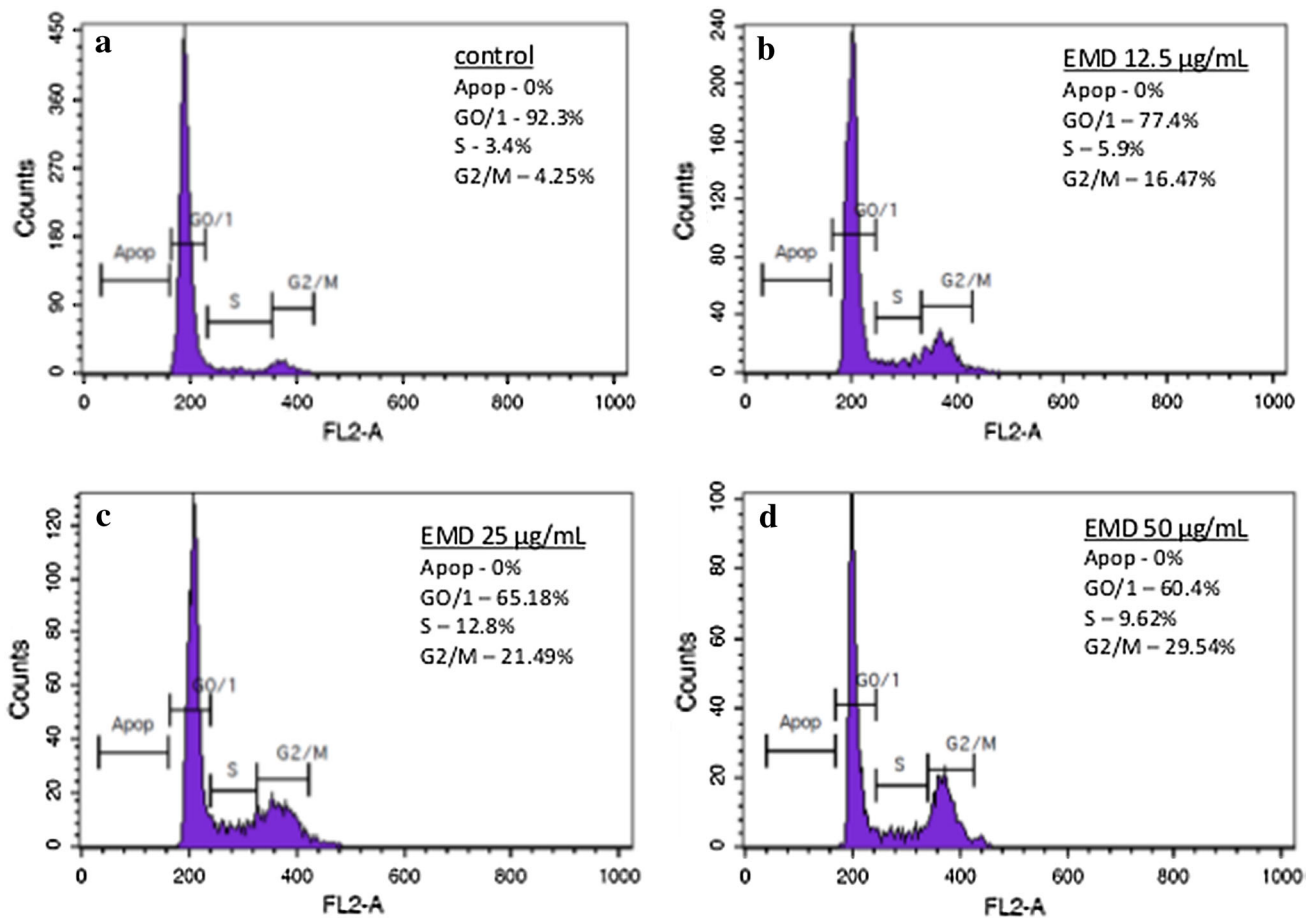 a
control
Apop - 0%
GO/1 - 92.3%
S - 3.4%
G2/M – 4.25%
Counts
450
360
270
180
90
0
Apop
GO/1
S
G2/M
0 200 400 600 800 1000
FL2-A
b
EMD 12.5 µg/mL
Apop - 0%
GO/1 – 77.4%
S – 5.9%
G2/M – 16.47%
Counts
240
200
160
120
80
40
0
Apop
GO/1
S
G2/M
0 200 400 600 800 1000
FL2-A
c
EMD 25 µg/mL
Apop - 0%
GO/1 – 65.18%
S – 12.8%
G2/M – 21.49%
Counts
120
100
80
60
40
20
0
Apop
GO/1
S
G2/M
0 200 400 600 800 1000
FL2-A
d
EMD 50 µg/mL
Apop - 0%
GO/1 – 60.4%
S – 9.62%
G2/M – 29.54%
Counts
100
80
60
40
20
0
Apop
GO/1
S
G2/M
0 200 400 600 800 1000
FL2-A